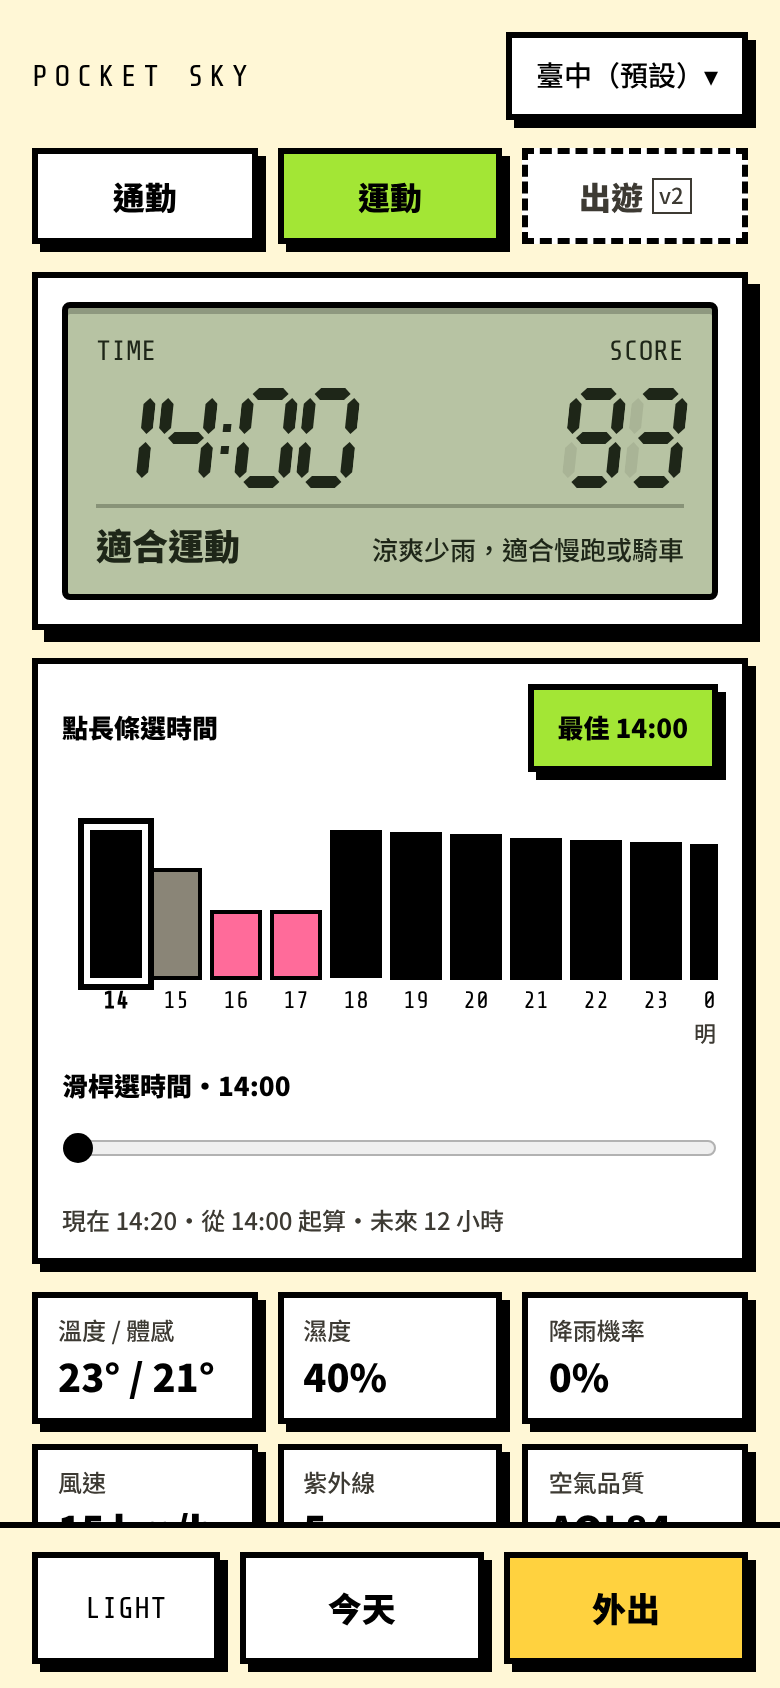 POCKET SKY
臺中（預設）▼
通勤
運動
出遊 v2
TIME
SCORE
14:00
93
適合運動
涼爽少雨，適合慢跑或騎車
點長條選時間
最佳 14:00
14 15 16 17 18 19 20 21 22 23 0
明
滑桿選時間・14:00
現在 14:20・從 14:00 起算・未來 12 小時
溫度 / 體感
23° / 21°
濕度
40%
降雨機率
0%
風速
紫外線
空氣品質
LIGHT
今天
外出